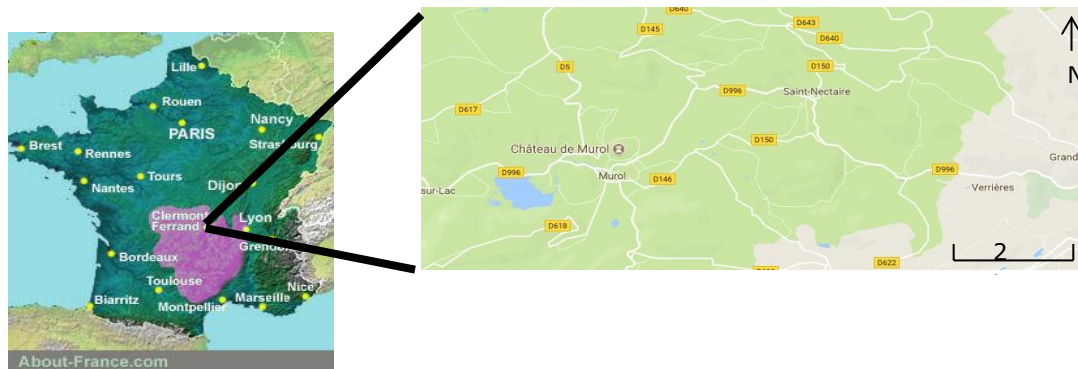 Lille
Rouen
PARIS
Nancy
Strasbourg
Brest
Rennes
Tours
Nantes
Dijon
Clermont
Ferrand
Lyon
Bordeaux
Toulouse
Nice
Biarritz
Montpellier
Marseille
About-France.com
D640
D643
D145
D640
D5
D150
D996
Saint-Nectaire
D617
D150
Château de Murol
D996
D996
Murol
D146
Grand
sur-Lac
Verrières
D618
D622
2
N